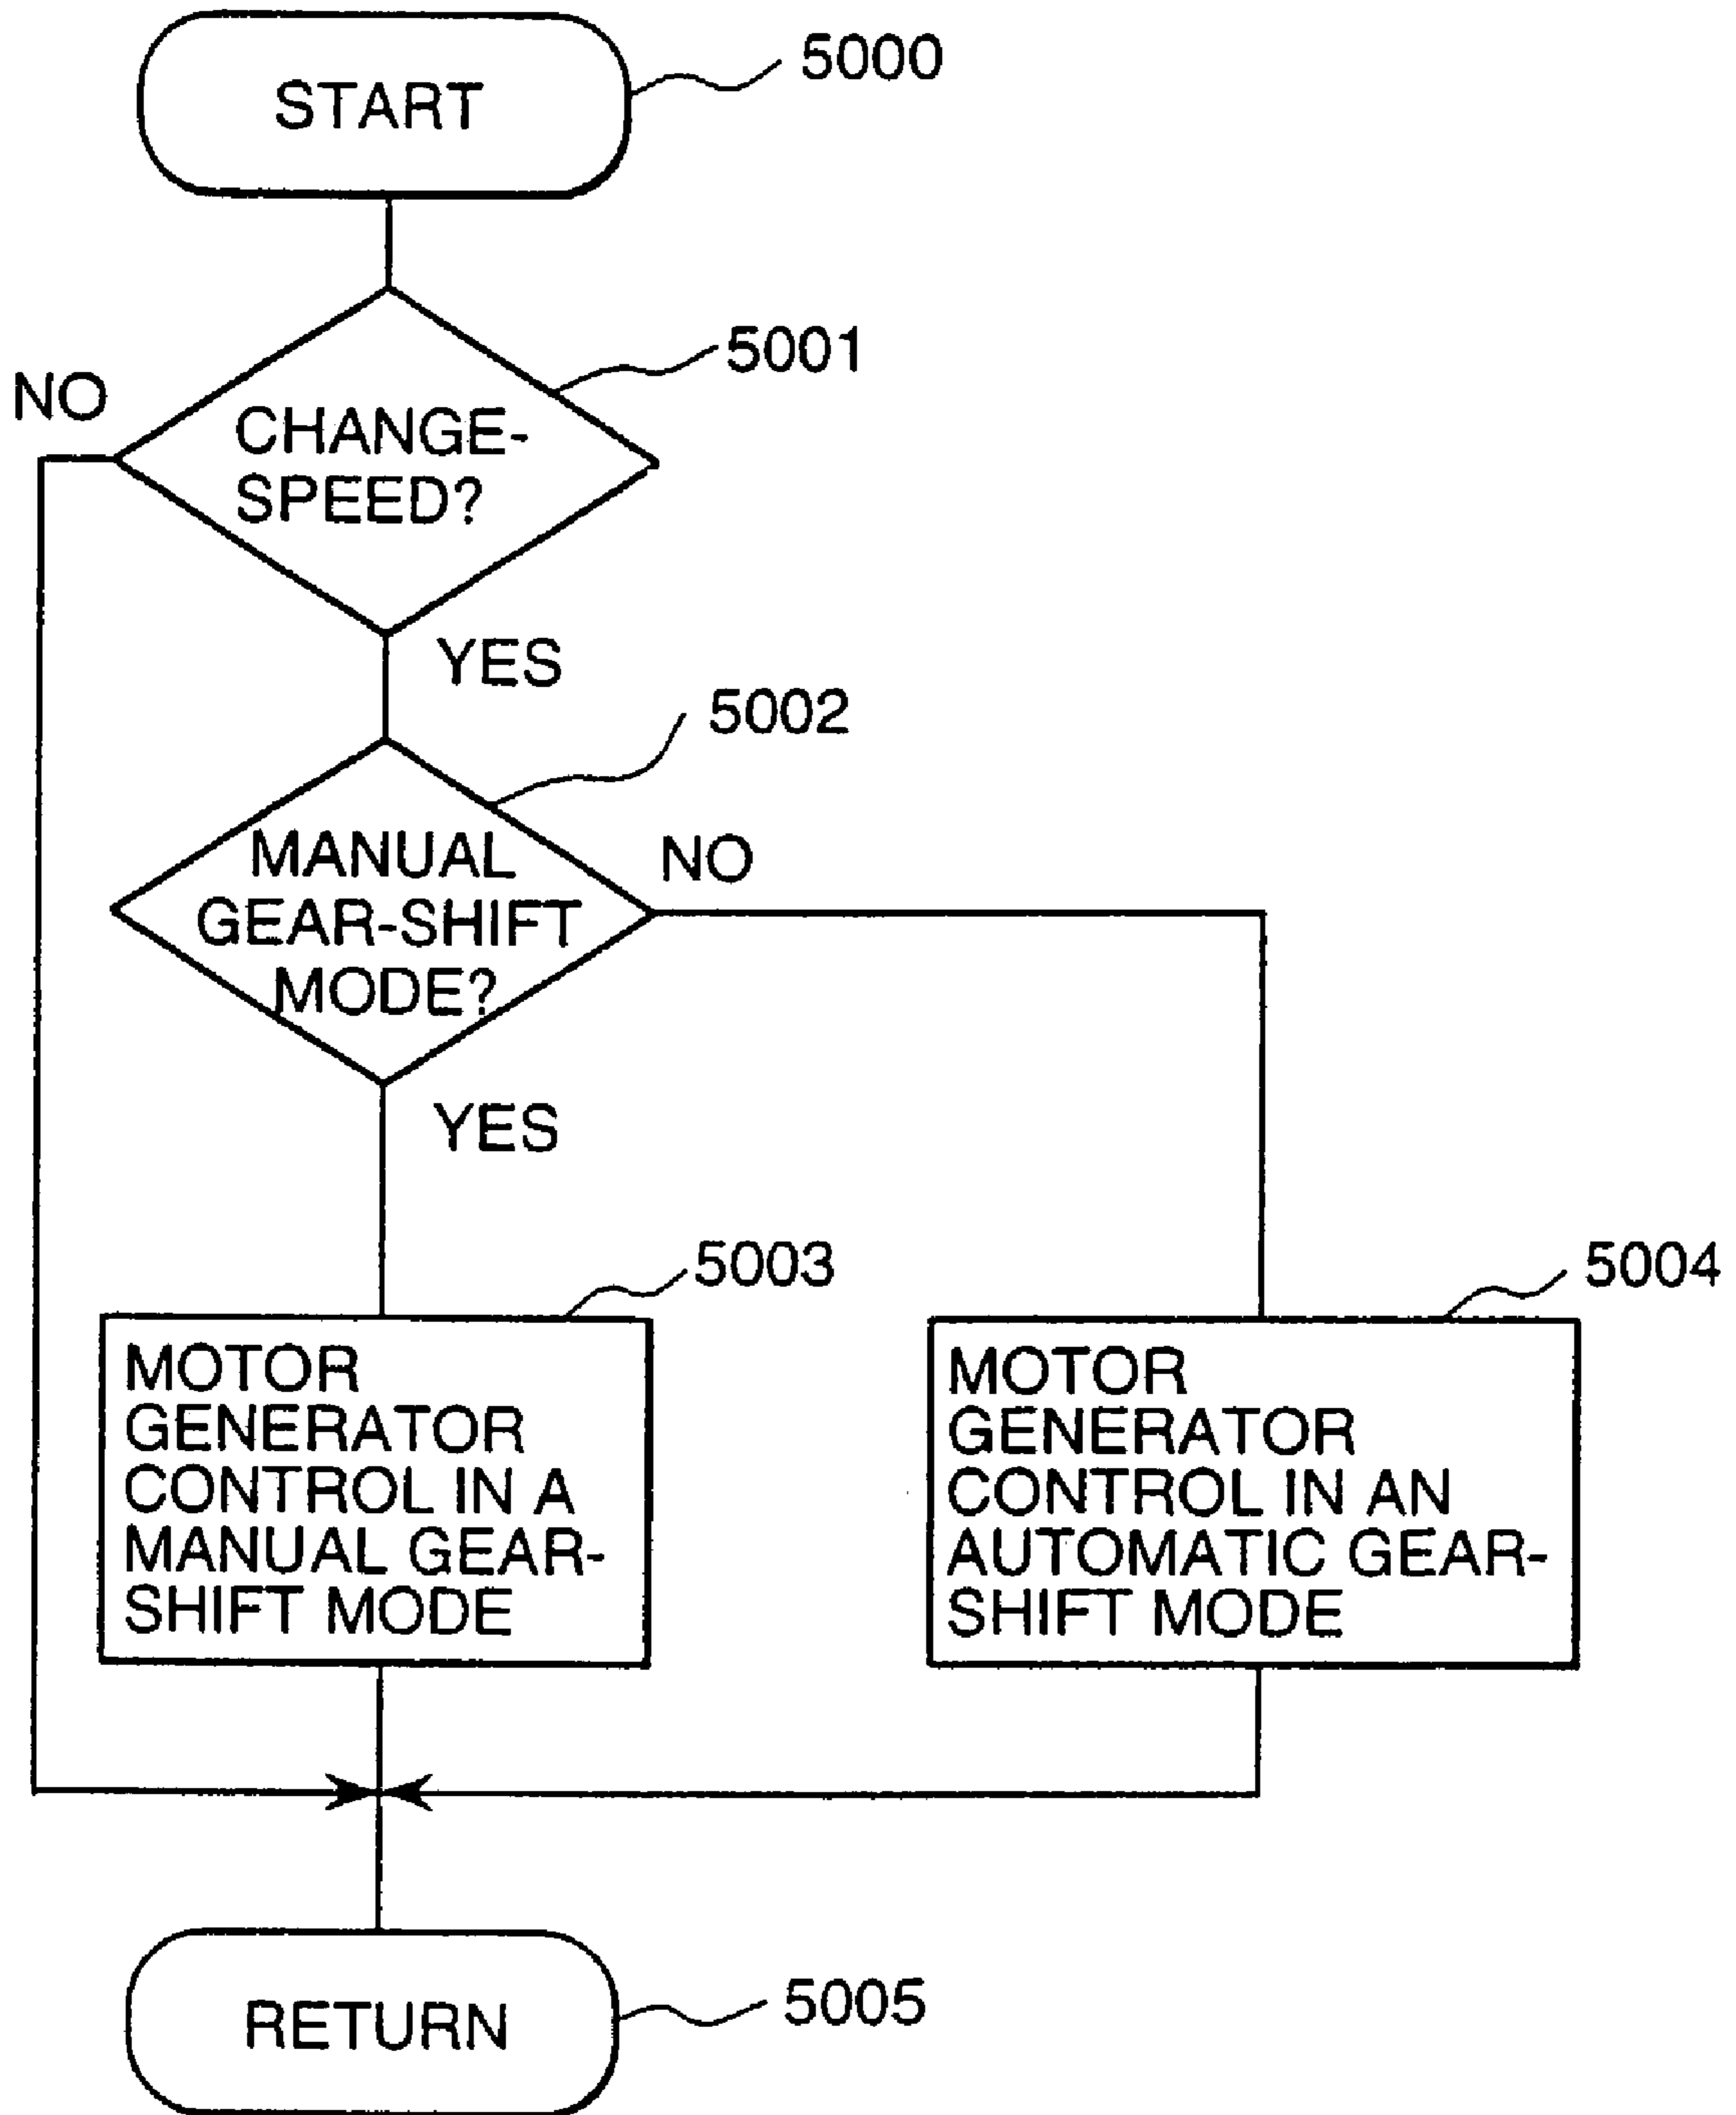 START
5000
5001
NO
CHANGE-
SPEED?
YES
5002
MANUAL
GEAR-SHIFT
MODE?
NO
YES
5003
5004
MOTOR
GENERATOR
CONTROL IN A
MANUAL GEAR-
SHIFT MODE
MOTOR
GENERATOR
CONTROL IN AN
AUTOMATIC GEAR-
SHIFT MODE
RETURN
5005